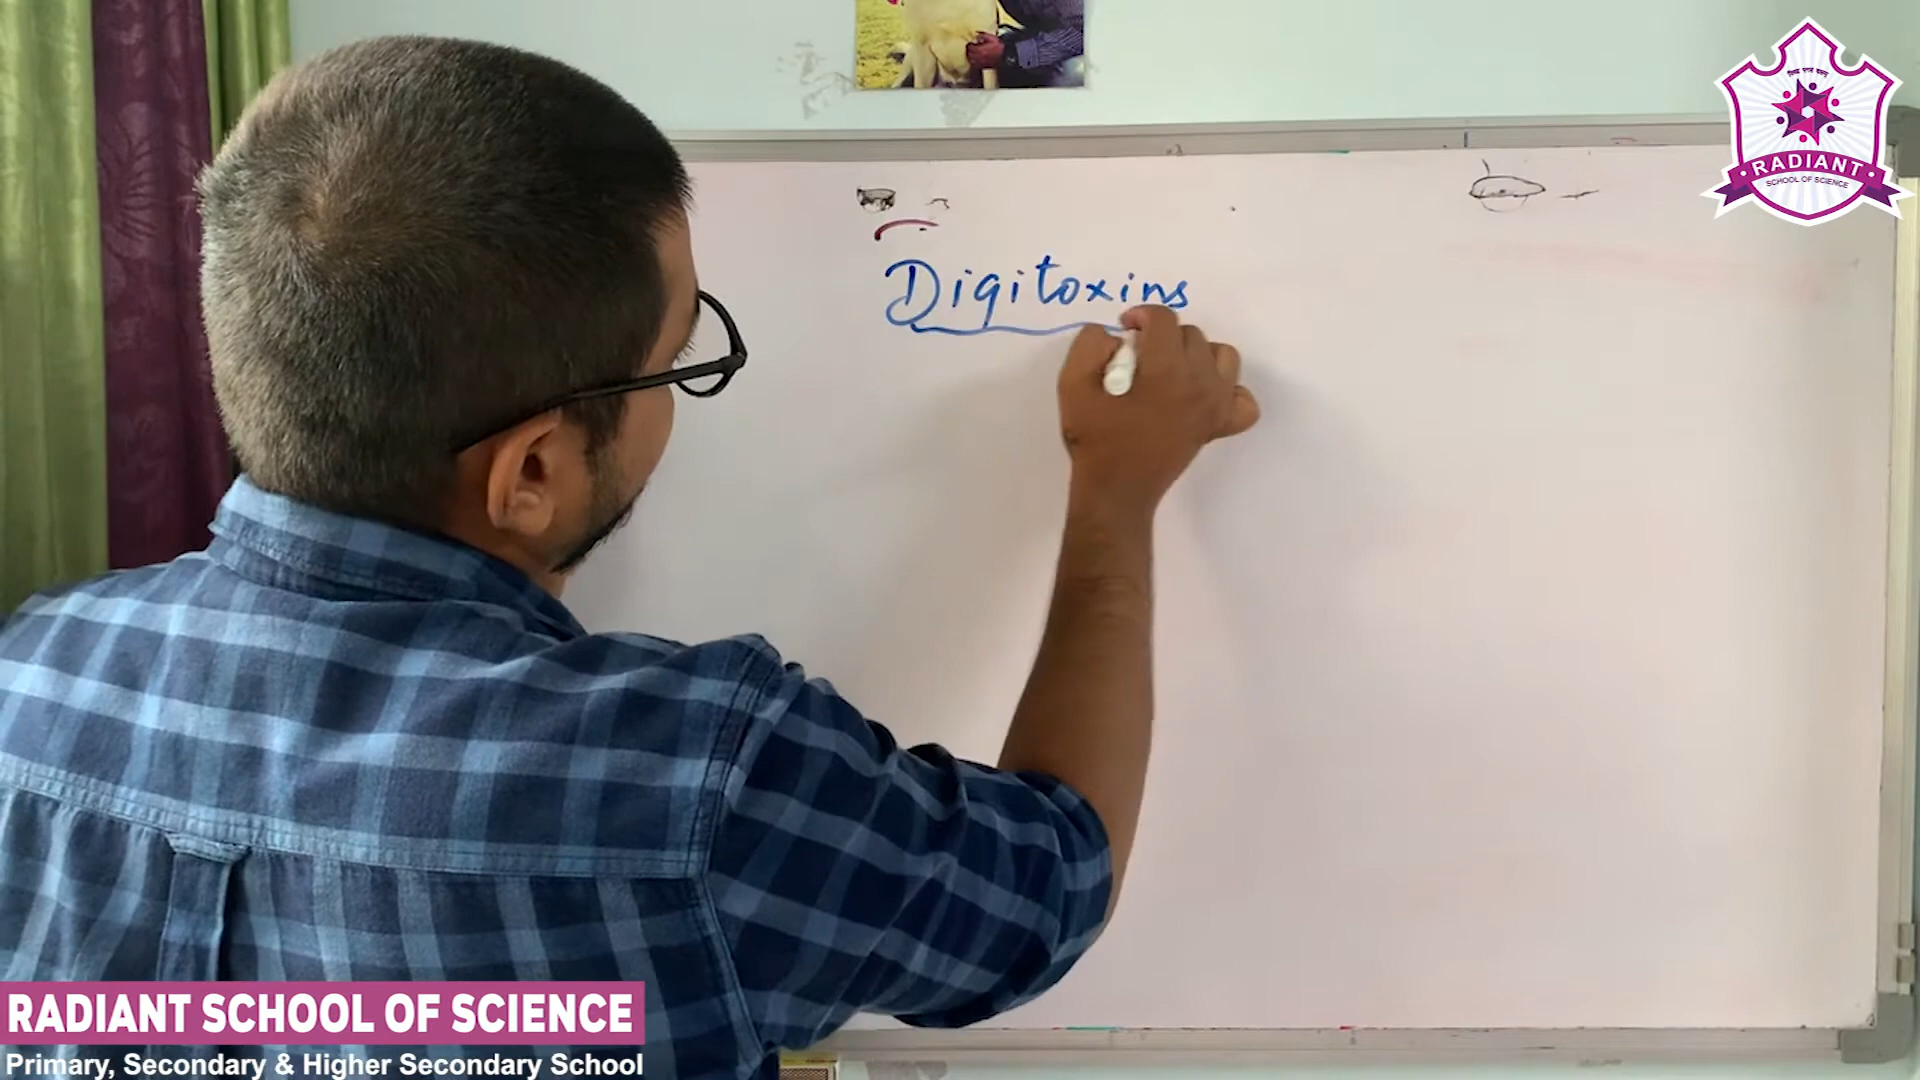 Digitoxins
RADIANT
SCHOOL OF SCIENCE
RADIANT SCHOOL OF SCIENCE
Primary, Secondary & Higher Secondary School